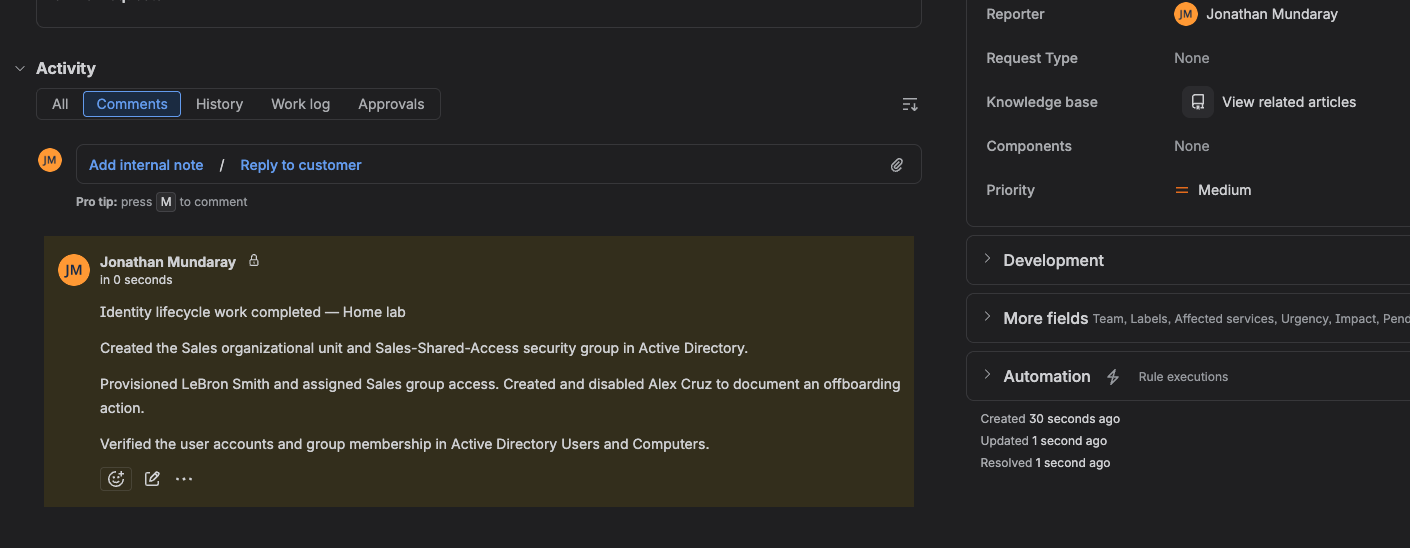 Activity
All Comments History Work log Approvals
JM Add internal note / Reply to customer
Pro tip: press M to comment
JM Jonathan Mundaray
in 0 seconds
Identity lifecycle work completed — Home lab
Created the Sales organizational unit and Sales-Shared-Access security group in Active Directory.
Provisioned LeBron Smith and assigned Sales group access. Created and disabled Alex Cruz to document an offboarding
action.
Verified the user accounts and group membership in Active Directory Users and Computers.
Reporter JM Jonathan Mundaray
Request Type None
Knowledge base View related articles
Components None
Priority Medium
Development
More fields Team, Labels, Affected services, Urgency, Impact, Pend
Automation Rule executions
Created 30 seconds ago
Updated 1 second ago
Resolved 1 second ago